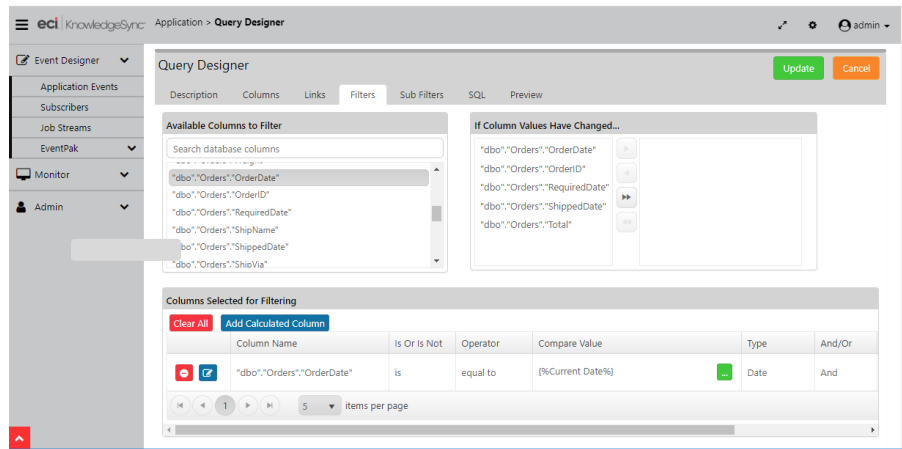 eci KnowledgeSync
Application > Query Designer
admin
Event Designer
Application Events
Subscribers
Job Streams
EventPak
Monitor
Admin
Query Designer
Update
Cancel
Description
Columns
Links
Filters
Sub Filters
SQL
Preview
Available Columns to Filter
Search database columns
"dbo"."Orders"."OrderDate"
"dbo"."Orders"."OrderID"
"dbo"."Orders"."RequiredDate"
"dbo"."Orders"."ShipName"
"dbo"."Orders"."ShippedDate"
"dbo"."Orders"."ShipVia"
If Column Values Have Changed...
"dbo"."Orders"."OrderDate"
"dbo"."Orders"."OrderID"
"dbo"."Orders"."RequiredDate"
"dbo"."Orders"."ShippedDate"
"dbo"."Orders"."Total"
Columns Selected for Filtering
Clear All
Add Calculated Column
Column Name
Is Or Is Not
Operator
Compare Value
Type
And/Or
"dbo"."Orders"."OrderDate"
is
equal to
{%Current Date%}
...
Date
And
1
5
items per page